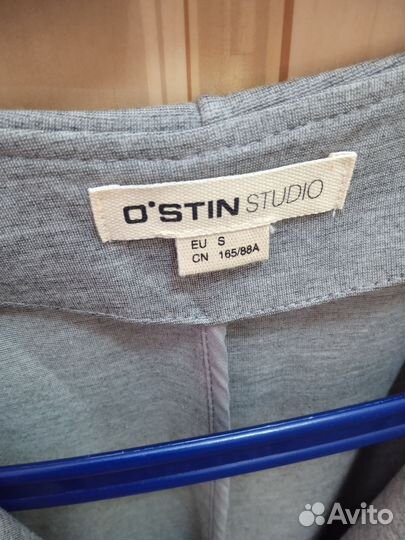 O'STIN STUDIO
EU S
CN 165/88A
Avito